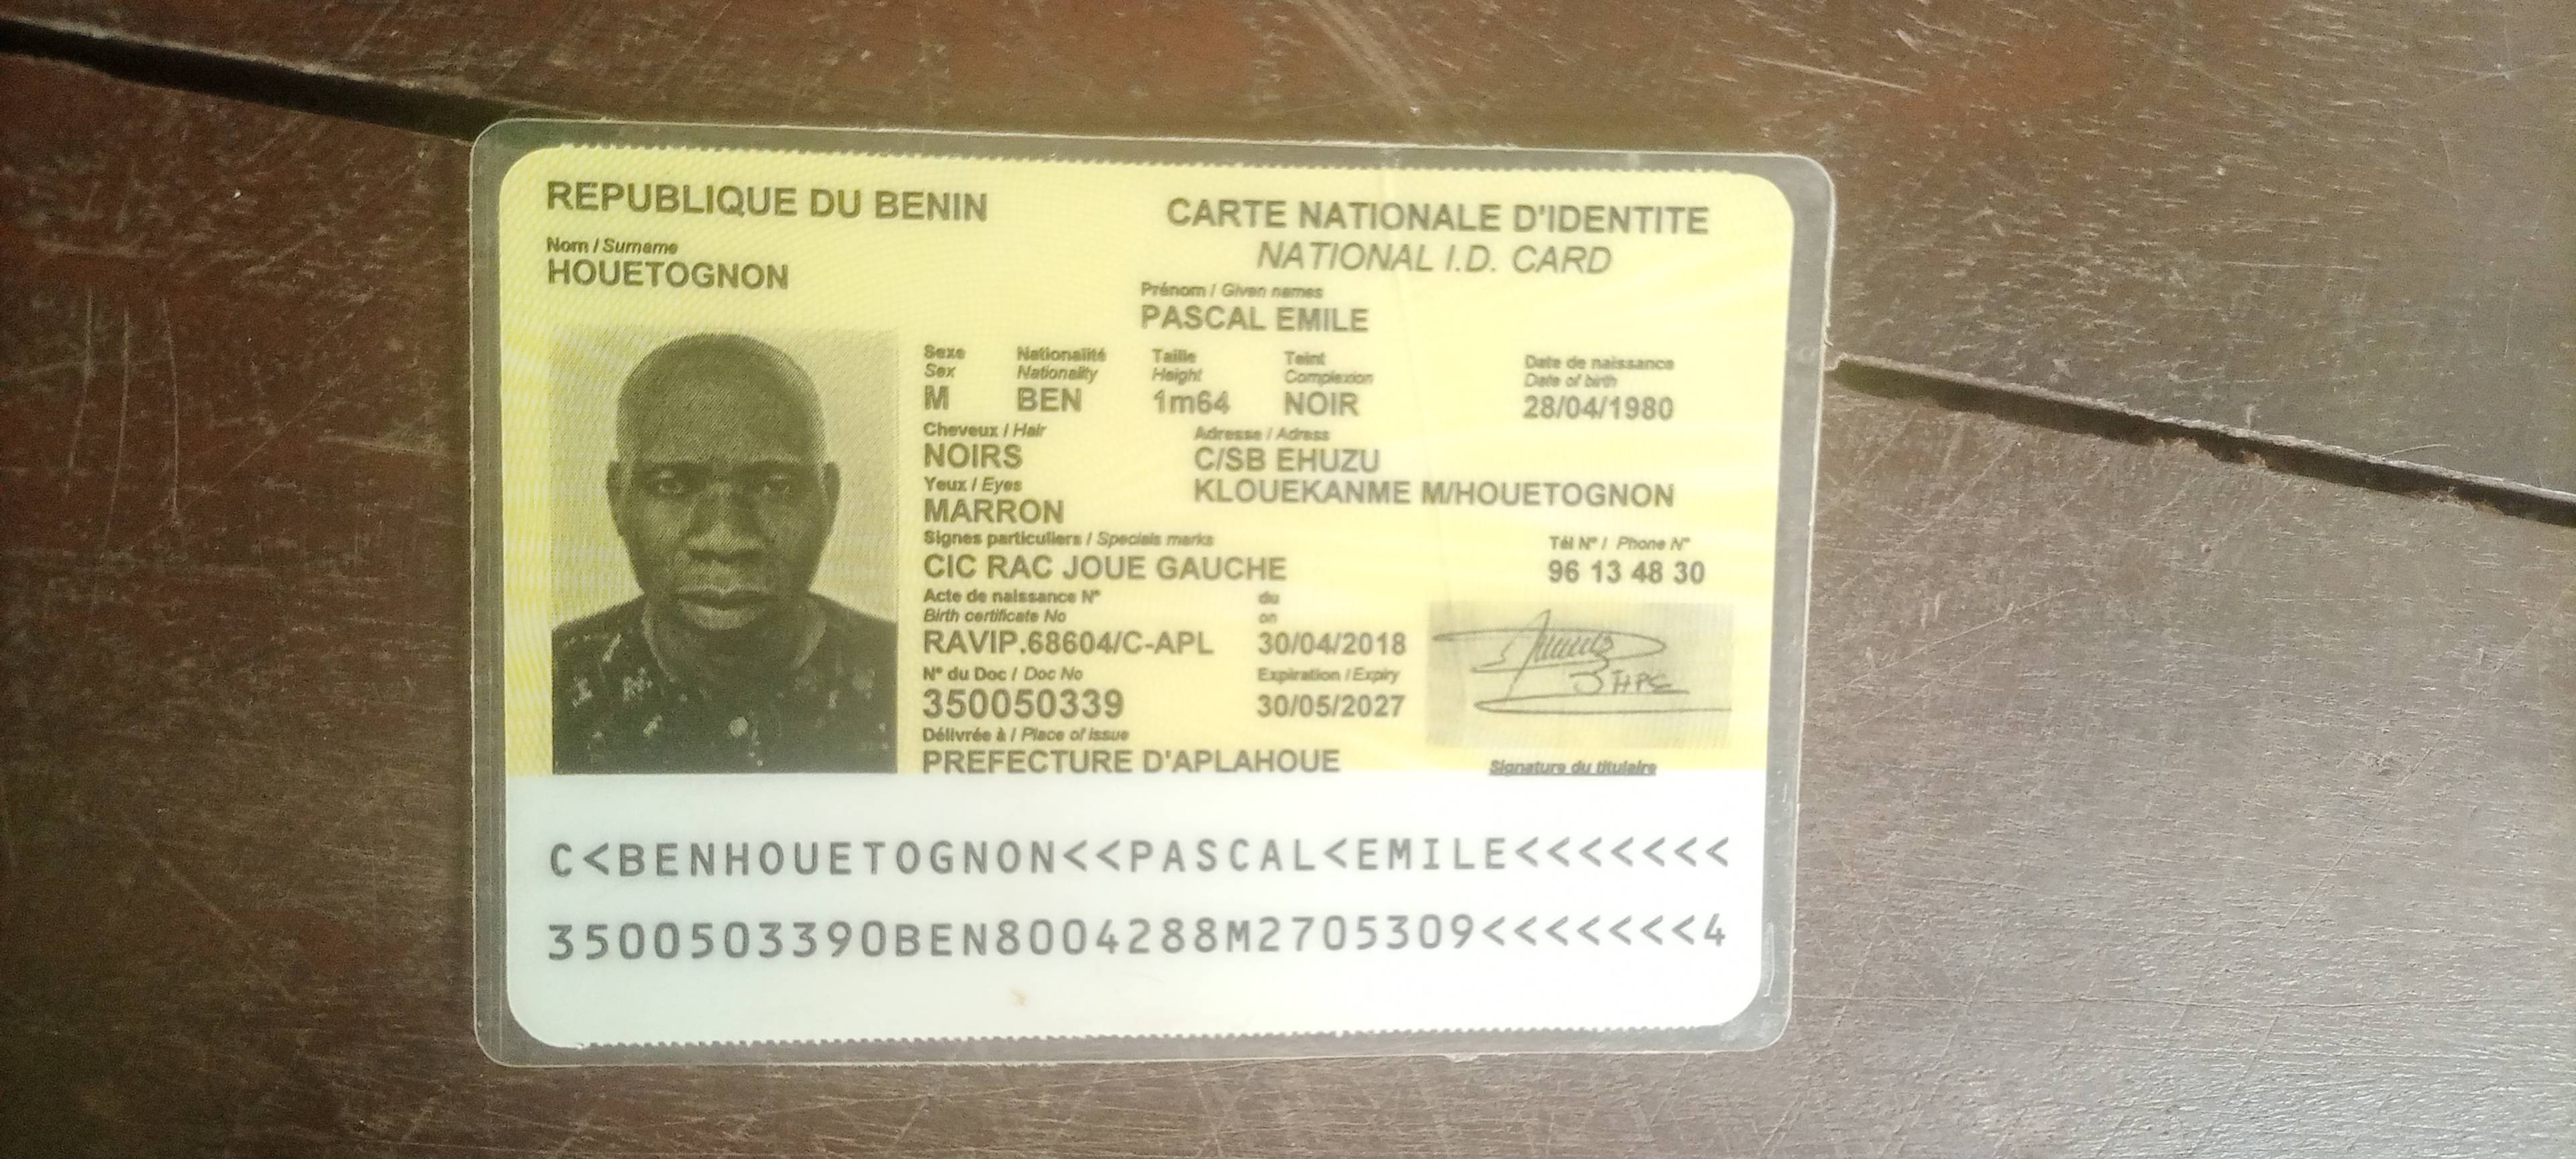 REPUBLIQUE DU BENIN
CARTE NATIONALE D'IDENTITE
NATIONAL I.D. CARD
Nom / Surname
HOUETOGNON
Prénom / Given names
PASCAL EMILE
Sexe Nationalité Taille Teint Date de naissance
Sex Nationality Height Complexion Date of birth
M BEN 1m64 NOIR 28/04/1980
Cheveux / Hair Adresse / Adress
NOIRS C/SB EHUZU
Yeux / Eyes KLOUEKANME M/HOUETOGNON
MARRON
Signes particuliers / Specials marks Tél N° / Phone N°
CIC RAC JOUE GAUCHE 96 13 48 30
Acte de naissance N° du
Birth certificate No on
RAVIP.68604/C-APL 30/04/2018
N° du Doc / Doc No Expiration / Expiry
350050339 30/05/2027
Délivrée à / Place of issue
PREFECTURE D'APLAHOUE Signature du titulaire
C<BENHOUETOGNON<<PASCAL<EMILE<<<<<<<
3500503390BEN8004288M2705309<<<<<<<4